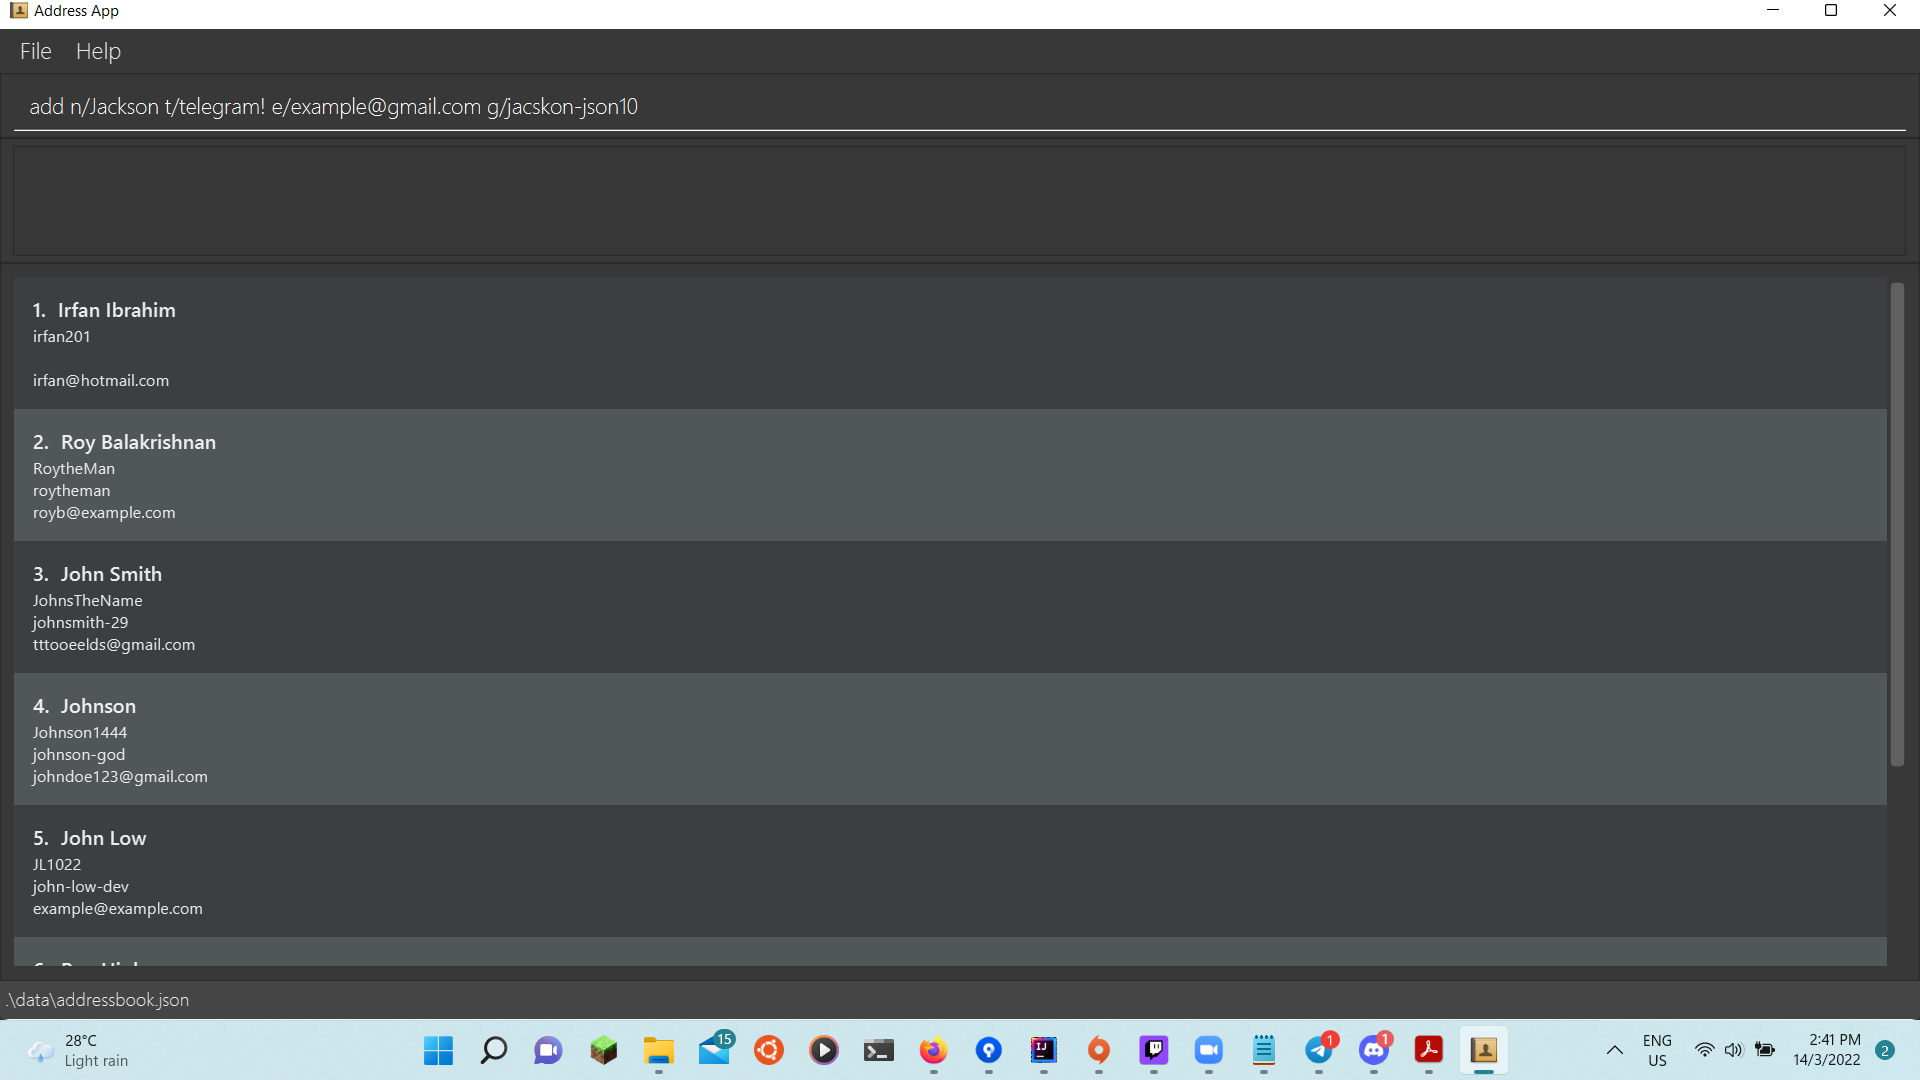 Address App
File Help
add n/Jackson t/telegram! e/example@gmail.com g/jacskon-json10
1. Irfan Ibrahim
irfan201
irfan@hotmail.com
2. Roy Balakrishnan
RoytheMan
roytheman
royb@example.com
3. John Smith
JohnsTheName
johnsmith-29
tttooeelds@gmail.com
4. Johnson
Johnson1444
johnson-god
johndoe123@gmail.com
5. John Low
JL1022
john-low-dev
example@example.com
.\data\addressbook.json
28°C
Light rain
15
IJ
1
1
ENG
US
2:41 PM
14/3/2022
2